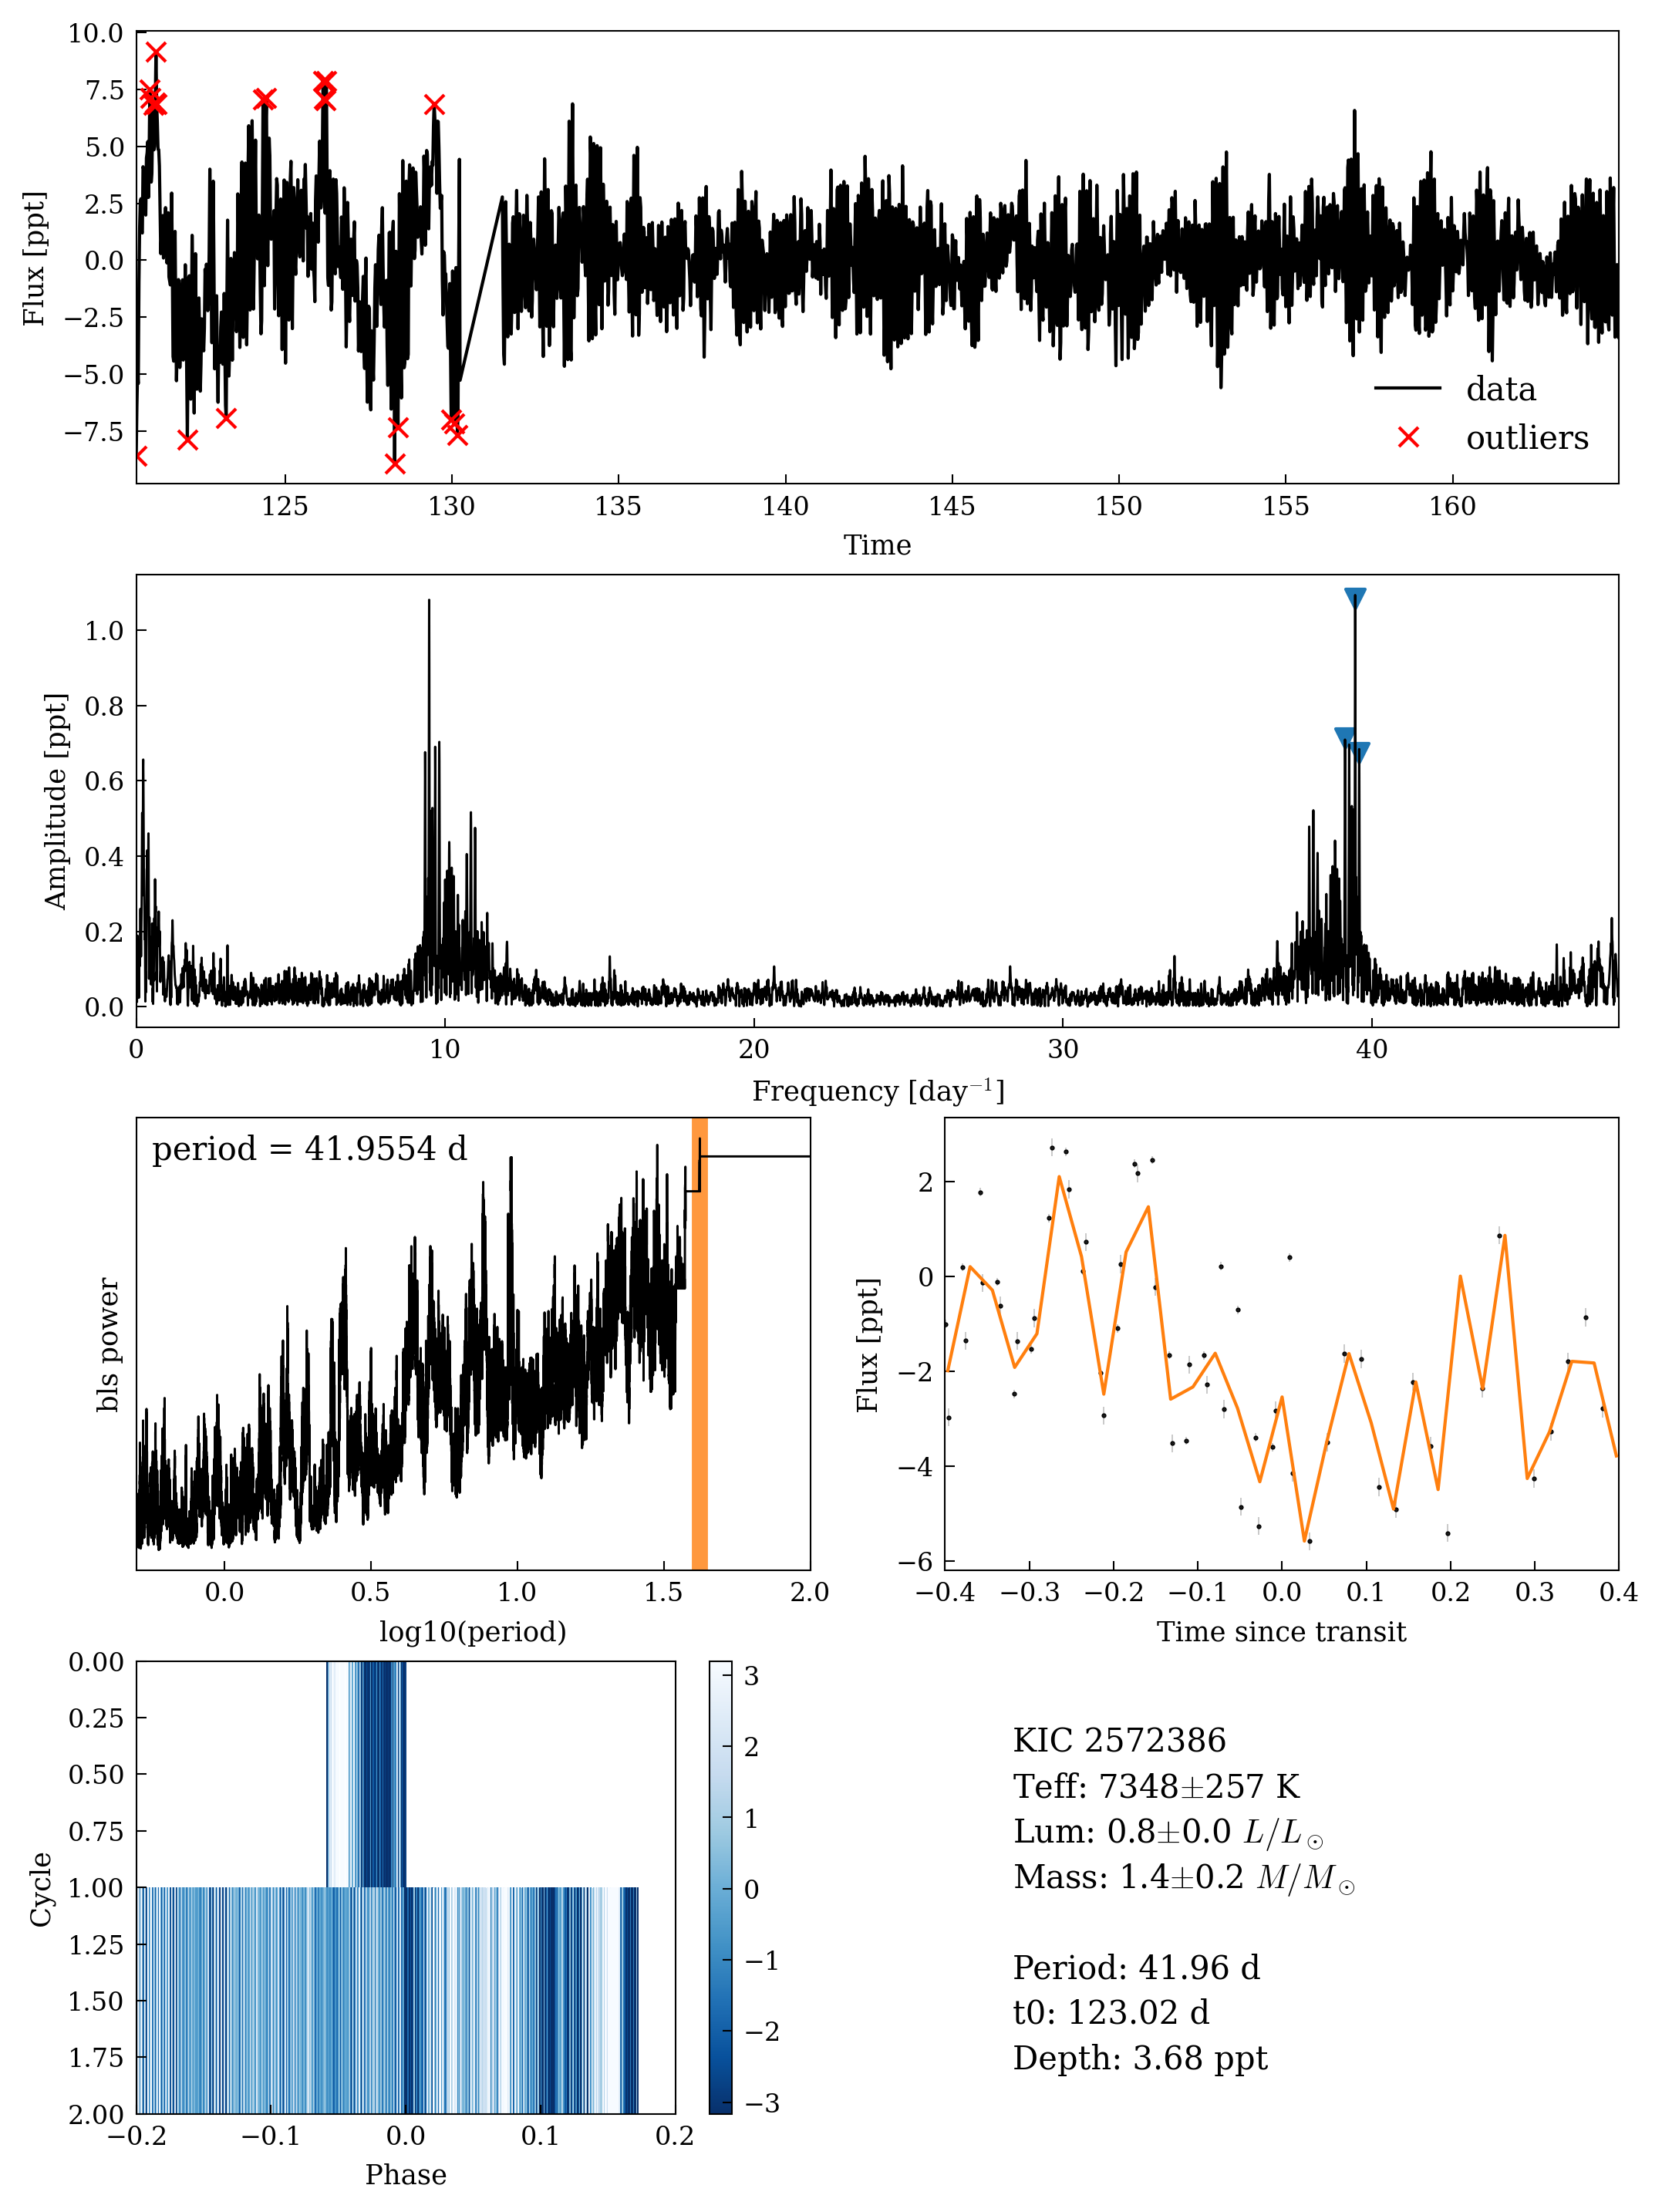 10.0
7.5
5.0
2.5
0.0
−2.5
−5.0
−7.5
Flux [ppt]
data
outliers
125 130 135 140 145 150 155 160
Time
1.0
0.8
0.6
0.4
0.2
0.0
Amplitude [ppt]
0 10 20 30 40
Frequency [day⁻¹]
period = 41.9554 d
bls power
0.0 0.5 1.0 1.5 2.0
log10(period)
2
0
−2
−4
−6
Flux [ppt]
−0.4 −0.3 −0.2 −0.1 0.0 0.1 0.2 0.3 0.4
Time since transit
0.00
0.25
0.50
0.75
1.00
1.25
1.50
1.75
2.00
Cycle
−0.2 −0.1 0.0 0.1 0.2
Phase
3
2
1
0
−1
−2
−3
KIC 2572386
Teff: 7348±257 K
Lum: 0.8±0.0 L/L⊙
Mass: 1.4±0.2 M/M⊙
Period: 41.96 d
t0: 123.02 d
Depth: 3.68 ppt